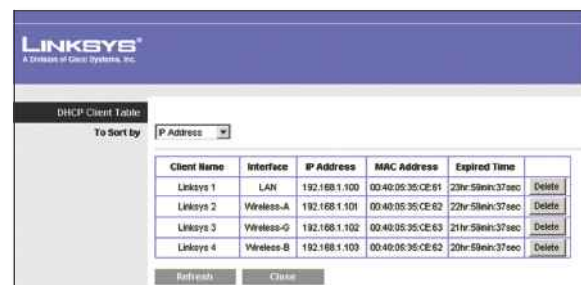 LINKSYS®
A Division of Cisco Systems, Inc.
DHCP Client Table
To Sort by IP Address
Client Name Interface IP Address MAC Address Expired Time
Linksys 1 LAN 192.168.1.100 00:40:05:35:CE:61 23hr:59min:37sec Delete
Linksys 2 Wireless-A 192.168.1.101 00:40:05:35:CE:62 22hr:59min:37sec Delete
Linksys 3 Wireless-G 192.168.1.102 00:40:05:35:CE:63 21hr:59min:37sec Delete
Linksys 4 Wireless-B 192.168.1.103 00:40:05:35:CE:62 20hr:59min:37sec Delete
Refresh Close